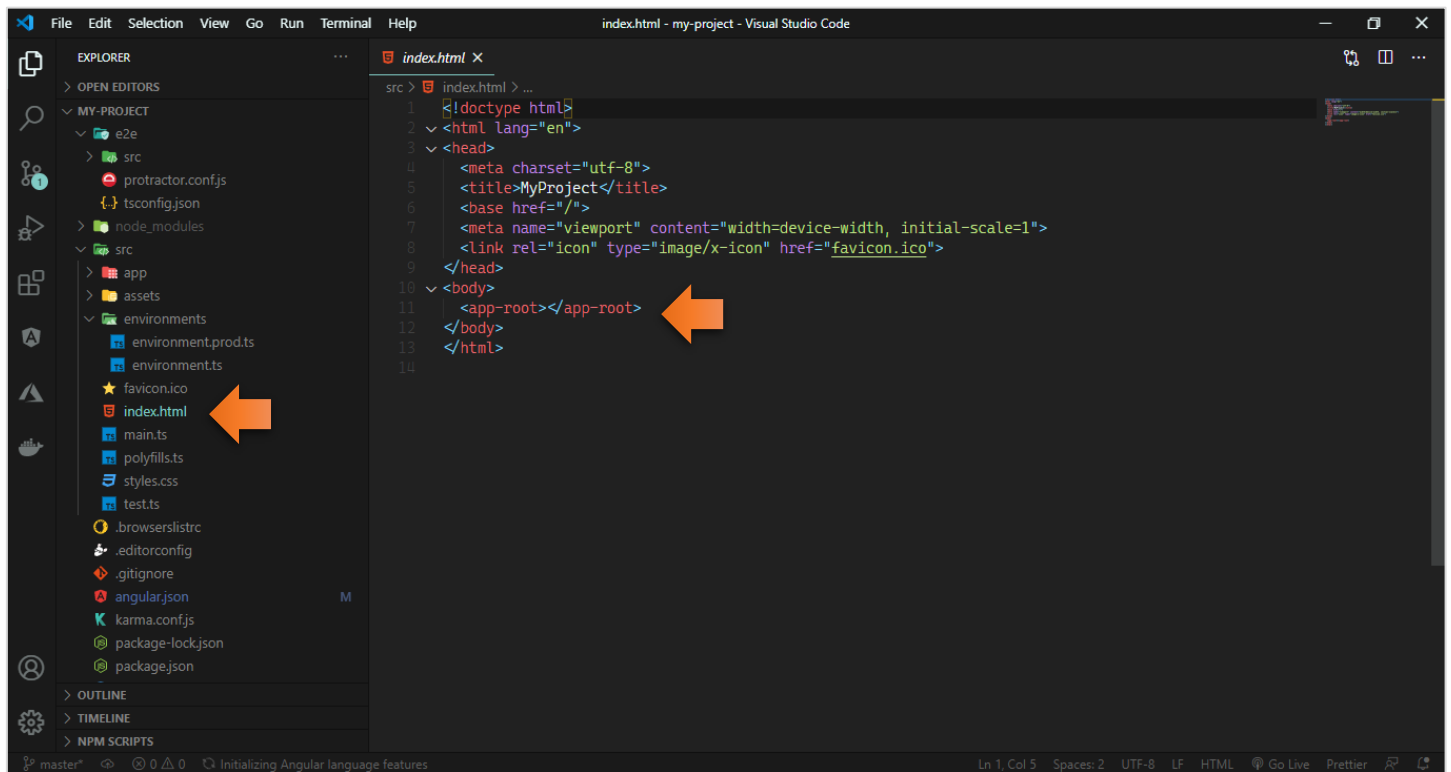 File Edit Selection View Go Run Terminal Help index.html - my-project - Visual Studio Code
EXPLORER
OPEN EDITORS
MY-PROJECT
e2e
src
protractor.conf.js
{..} tsconfig.json
node_modules
src
app
assets
environments
TS environment.prod.ts
TS environment.ts
favicon.ico
5 index.html
TS main.ts
TS polyfills.ts
styles.css
TS test.ts
.browserslistrc
.editorconfig
.gitignore
angular.json M
karma.conf.js
package-lock.json
package.json
OUTLINE
TIMELINE
NPM SCRIPTS
1
index.html
src > index.html > ...
1 <!doctype html>
2 <html lang="en">
3 <head>
4 <meta charset="utf-8">
5 <title>MyProject</title>
6 <base href="/">
7 <meta name="viewport" content="width=device-width, initial-scale=1">
8 <link rel="icon" type="image/x-icon" href="favicon.ico">
9 </head>
10 <body>
11 <app-root></app-root>
12 </body>
13 </html>
14
master* 0 0 Initializing Angular language features Ln 1, Col 5 Spaces: 2 UTF-8 LF HTML Go Live Prettier